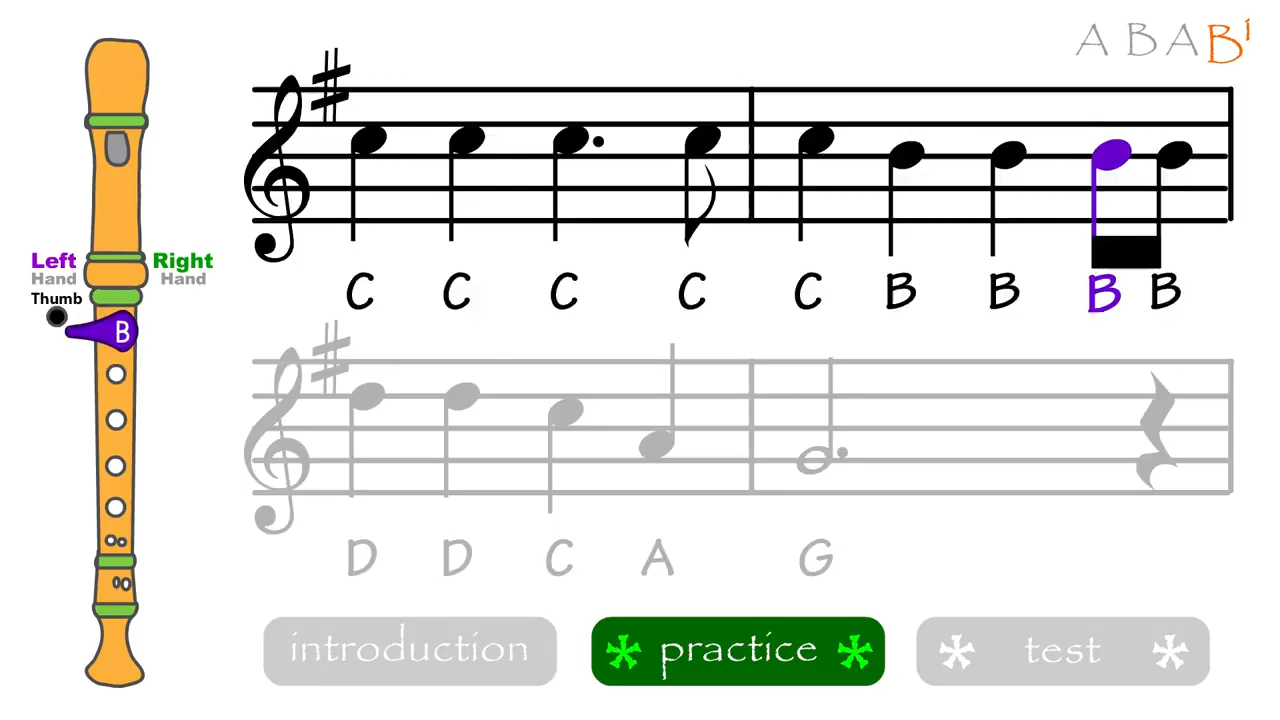 A B A B1
Left Right
Hand Hand
Thumb
B
C C C C C B B B B
D D C A G
introduction practice test